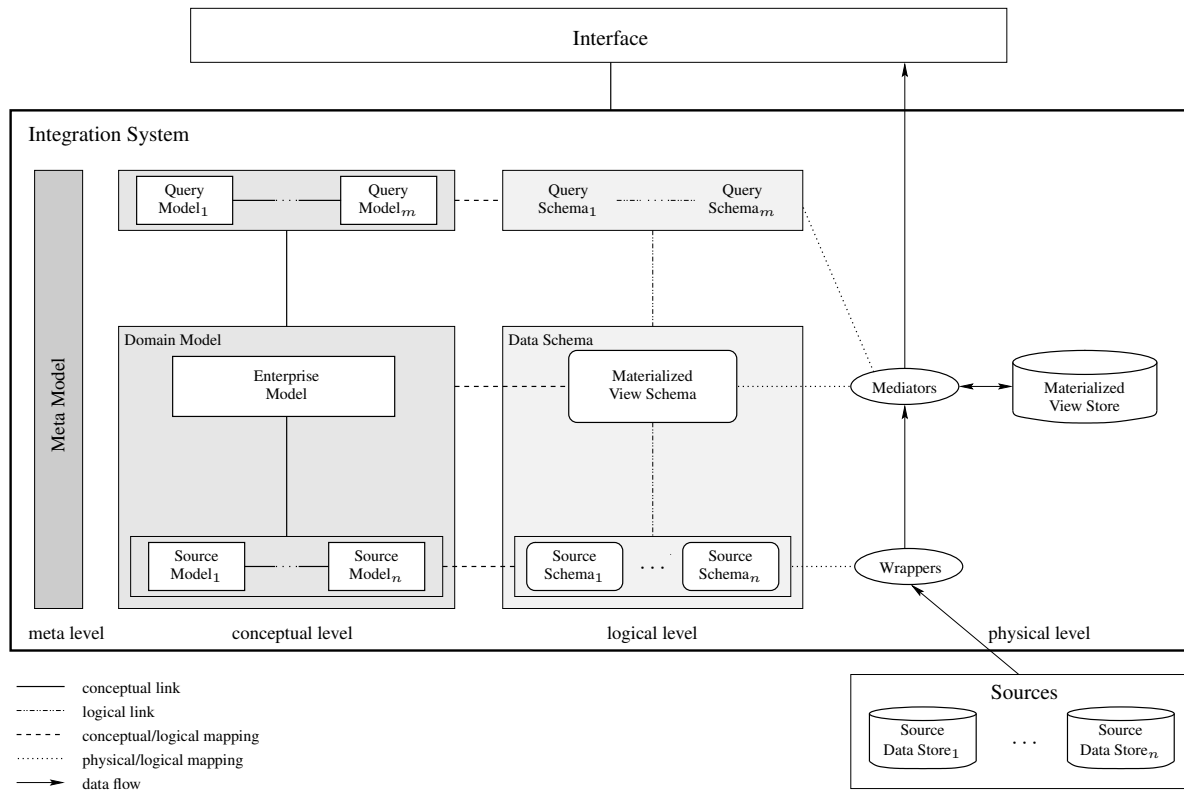 Interface
Integration System
Meta Model
Query
Model₁
...
Query
Modelₘ
Query
Schema₁
...
Query
Schemaₘ
Domain Model
Enterprise
Model
Data Schema
Materialized
View Schema
Mediators
Materialized
View Store
Source
Model₁
...
Source
Modelₙ
Source
Schema₁
...
Source
Schemaₙ
Wrappers
meta level
conceptual level
logical level
physical level
conceptual link
logical link
conceptual/logical mapping
physical/logical mapping
data flow
Sources
Source
Data Store₁
...
Source
Data Storeₙ